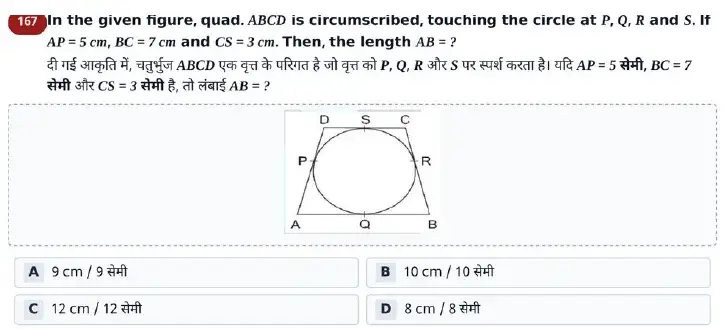 167 In the given figure, quad. ABCD is circumscribed, touching the circle at P, Q, R and S. If
AP = 5 cm, BC = 7 cm and CS = 3 cm. Then, the length AB = ?
दी गई आकृति में, चतुर्भुज ABCD एक वृत्त के परिगत है जो वृत्त को P, Q, R और S पर स्पर्श करता है। यदि AP = 5 सेमी, BC = 7
सेमी और CS = 3 सेमी है, तो लंबाई AB = ?
D S C
P R
A Q B
A 9 cm / 9 सेमी
B 10 cm / 10 सेमी
C 12 cm / 12 सेमी
D 8 cm / 8 सेमी